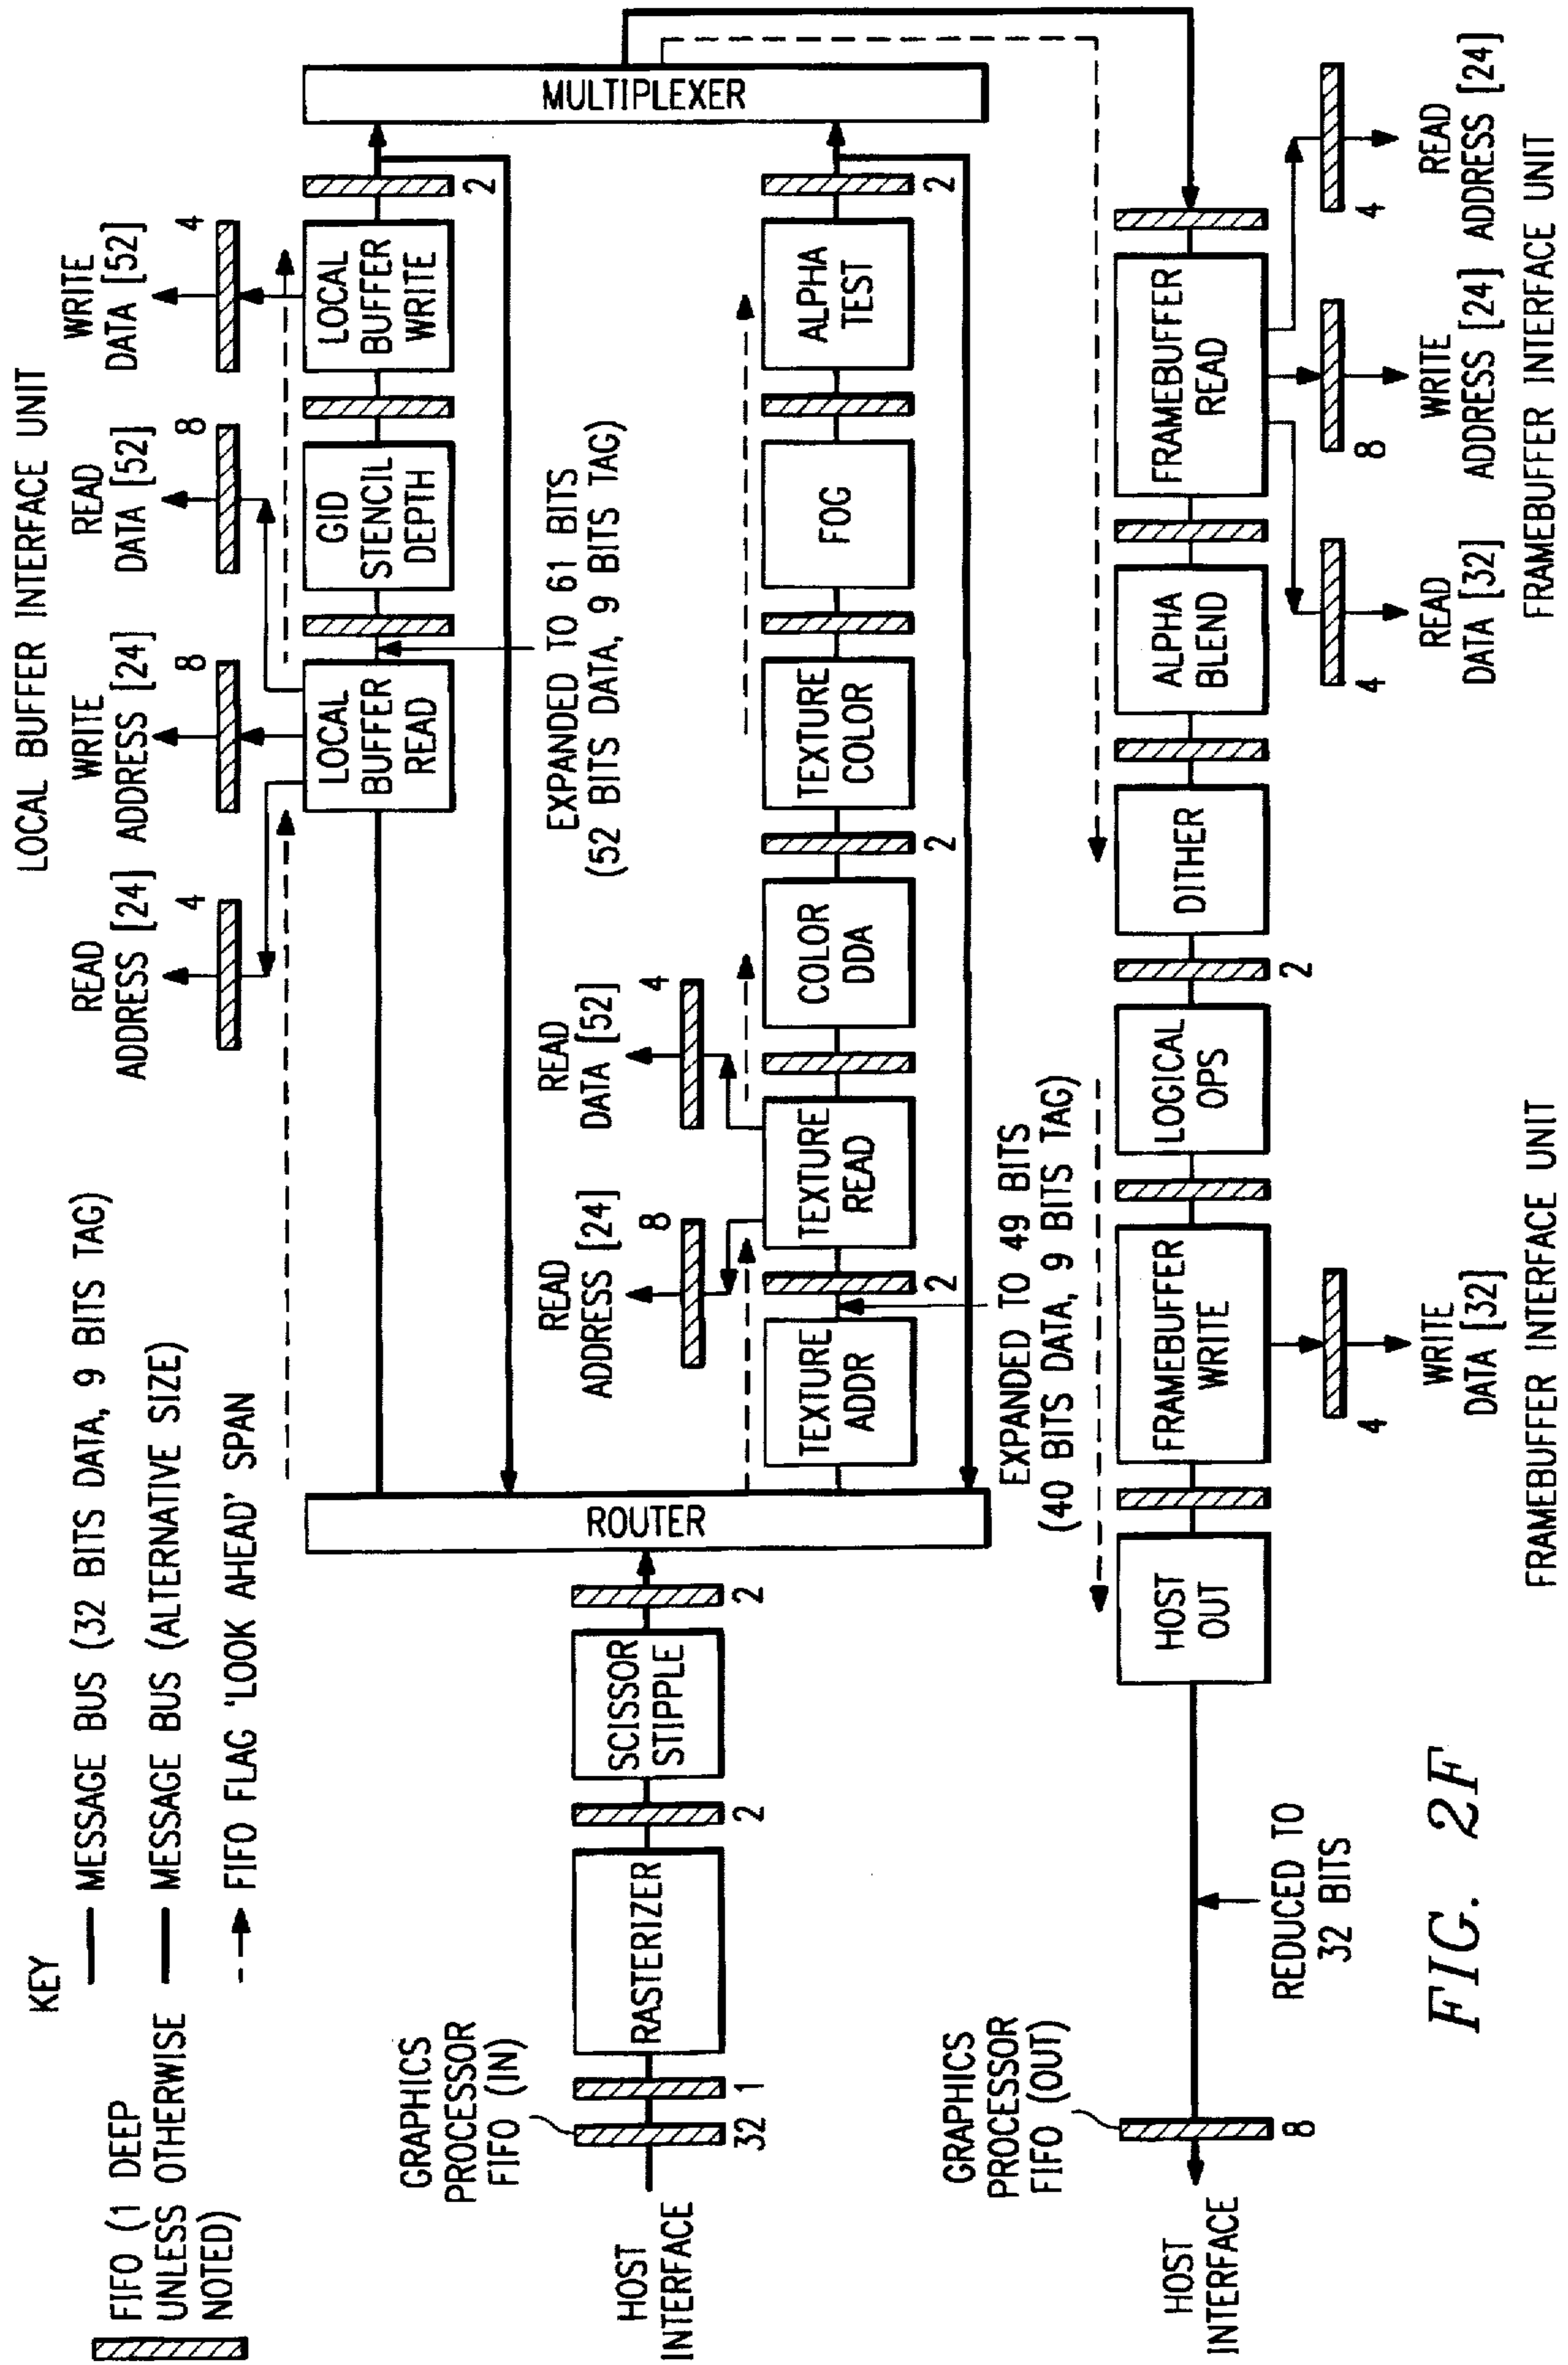 LOCAL BUFFER INTERFACE UNIT
KEY
FIFO (1 DEEP
UNLESS OTHERWISE
NOTED)
MESSAGE BUS (32 BITS DATA, 9 BITS TAG)
MESSAGE BUS (ALTERNATIVE SIZE)
FIFO FLAG 'LOOK AHEAD' SPAN
READ
ADDRESS [24]
4
WRITE
ADDRESS [24]
8
READ
DATA [52]
8
WRITE
DATA [52]
4
LOCAL
BUFFER
READ
GID
STENCIL
DEPTH
LOCAL
BUFFER
WRITE
2
EXPANDED TO 61 BITS
(52 BITS DATA, 9 BITS TAG)
GRAPHICS
PROCESSOR
FIFO (IN)
HOST
INTERFACE
32
1
RASTERIZER
2
SCISSOR
STIPPLE
2
ROUTER
READ
ADDRESS [24]
8
READ
DATA [52]
4
TEXTURE
ADDR
2
TEXTURE
READ
COLOR
DDA
2
TEXTURE
COLOR
FOG
ALPHA
TEST
2
MULTIPLEXER
EXPANDED TO 49 BITS
(40 BITS DATA, 9 BITS TAG)
GRAPHICS
PROCESSOR
FIFO (OUT)
HOST
INTERFACE
8
REDUCED TO
32 BITS
HOST
OUT
FRAMEBUFFER
WRITE
LOGICAL
OPS
2
DITHER
ALPHA
BLEND
FRAMEBUFFER
READ
4
WRITE
DATA [32]
FRAMEBUFFER INTERFACE UNIT
4
READ
DATA [32]
8
WRITE
ADDRESS [24]
4
READ
ADDRESS [24]
FRAMEBUFFER INTERFACE UNIT
FIG. 2F